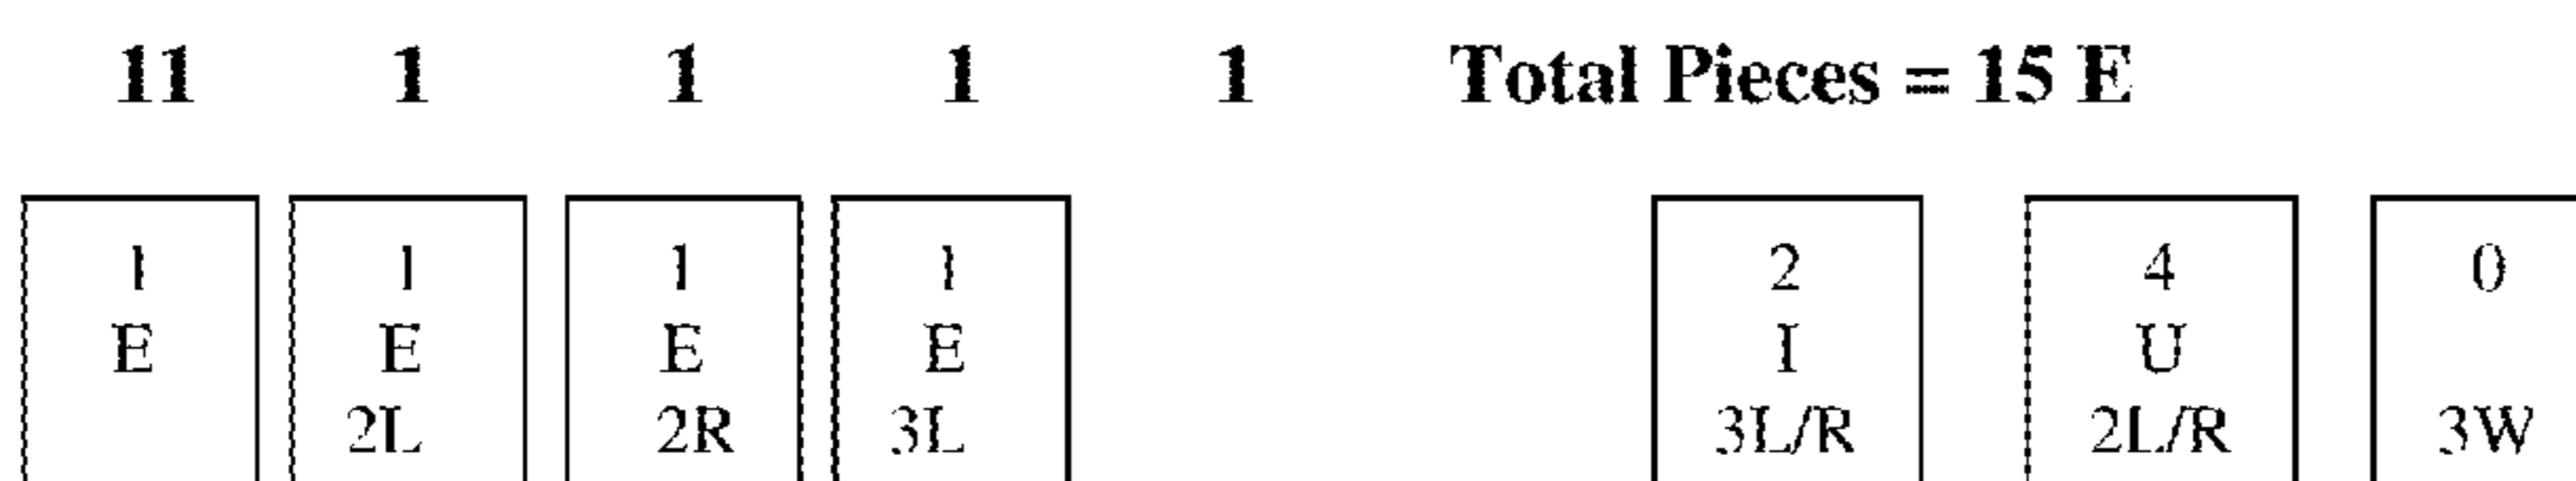 11 1 1 1 1 Total Pieces = 15 E
1 1 1 1 2 4 0
E E E E I U
2L 2R 3L 3L/R 2L/R 3W